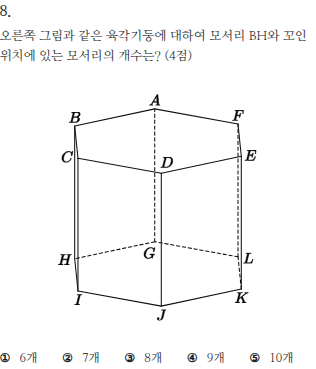 8.
오른쪽 그림과 같은 육각기둥에 대하여 모서리 BH와 꼬인
위치에 있는 모서리의 개수는? (4점)
A
B
F
C
D
E
G
H
L
I
J
K
① 6개 ② 7개 ③ 8개 ④ 9개 ⑤ 10개